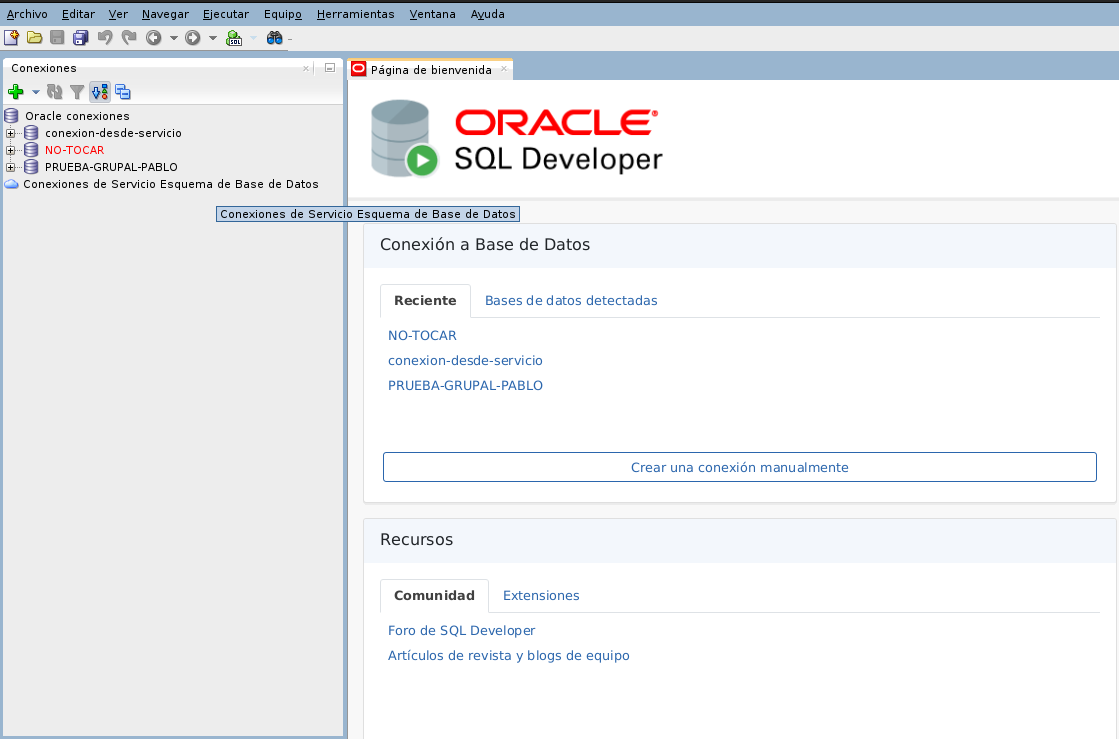 Archivo Editar Ver Navegar Ejecutar Equipo Herramientas Ventana Ayuda
SQL
Conexiones
Oracle conexiones
conexion-desde-servicio
NO-TOCAR
PRUEBA-GRUPAL-PABLO
Conexiones de Servicio Esquema de Base de Datos
Conexiones de Servicio Esquema de Base de Datos
Página de bienvenida
ORACLE
SQL Developer
Conexión a Base de Datos
Reciente Bases de datos detectadas
NO-TOCAR
conexion-desde-servicio
PRUEBA-GRUPAL-PABLO
Crear una conexión manualmente
Recursos
Comunidad Extensiones
Foro de SQL Developer
Artículos de revista y blogs de equipo